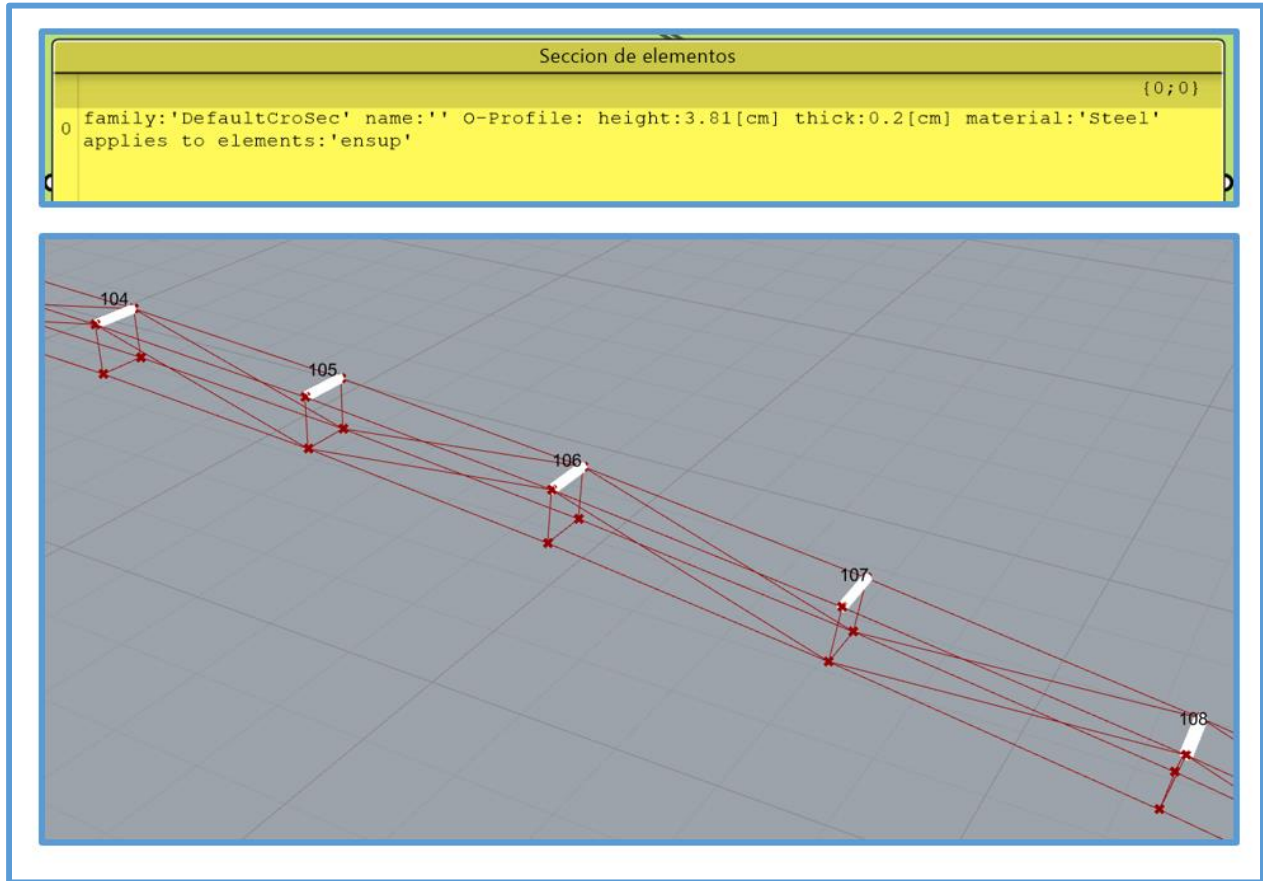 Seccion de elementos
{0;0}
0 family:'DefaultCroSec' name:'' O-Profile: height:3.81[cm] thick:0.2[cm] material:'Steel'
applies to elements:'ensup'
104
105
106
107
108